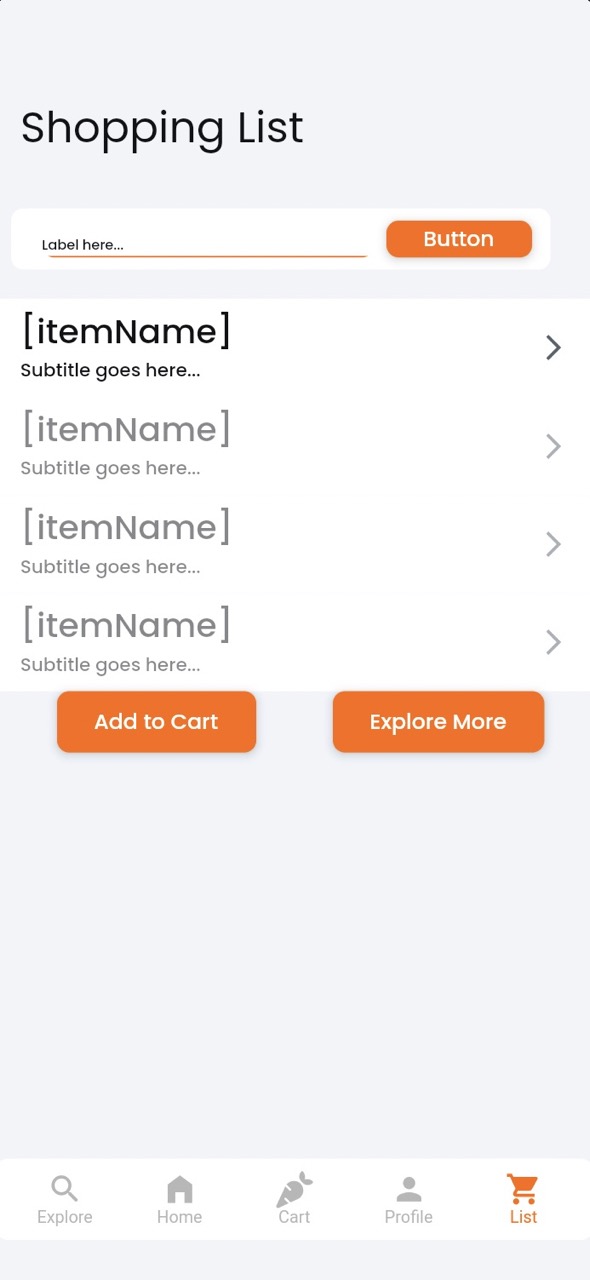 Shopping List
Label here...
Button
[itemName]
Subtitle goes here...
[itemName]
Subtitle goes here...
[itemName]
Subtitle goes here...
[itemName]
Subtitle goes here...
Add to Cart
Explore More
Explore
Home
Cart
Profile
List